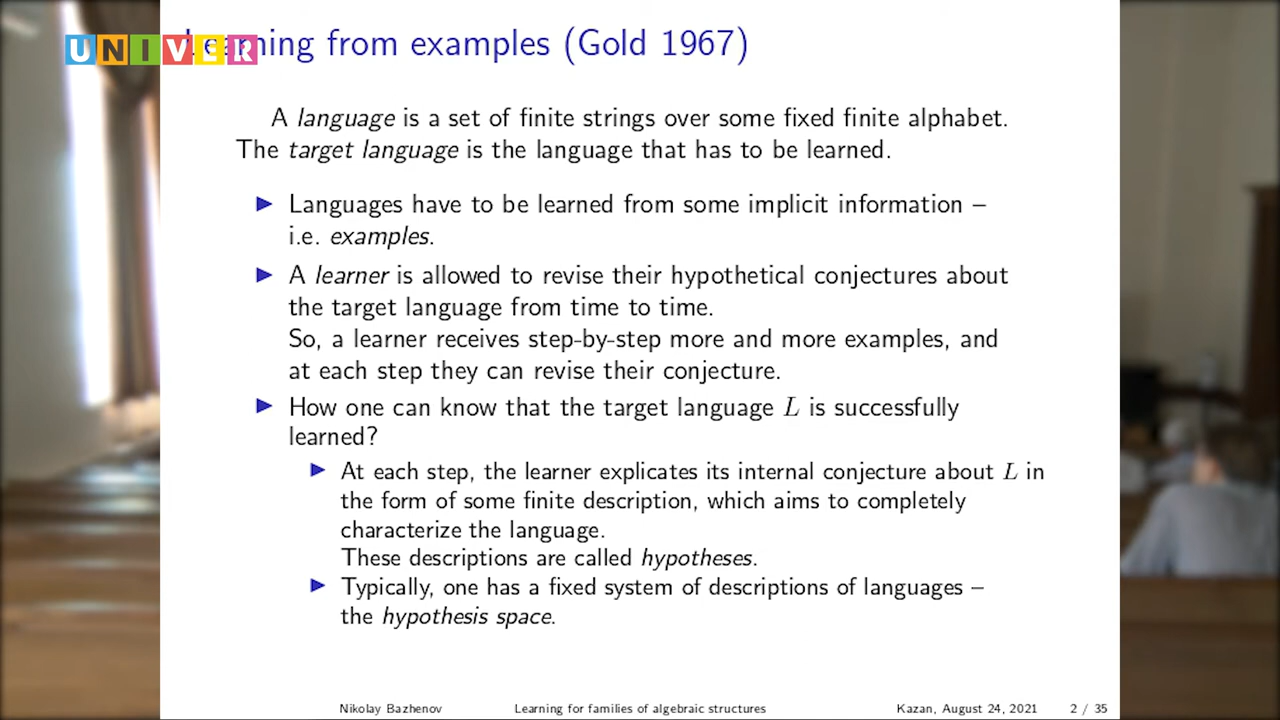 UNIVER
Learning from examples (Gold 1967)
A language is a set of finite strings over some fixed finite alphabet.
The target language is the language that has to be learned.
▶ Languages have to be learned from some implicit information –
i.e. examples.
▶ A learner is allowed to revise their hypothetical conjectures about
the target language from time to time.
So, a learner receives step-by-step more and more examples, and
at each step they can revise their conjecture.
▶ How one can know that the target language L is successfully
learned?
▶ At each step, the learner explicates its internal conjecture about L in
the form of some finite description, which aims to completely
characterize the language.
These descriptions are called hypotheses.
▶ Typically, one has a fixed system of descriptions of languages –
the hypothesis space.
Nikolay Bazhenov Learning for families of algebraic structures Kazan, August 24, 2021 2 / 35